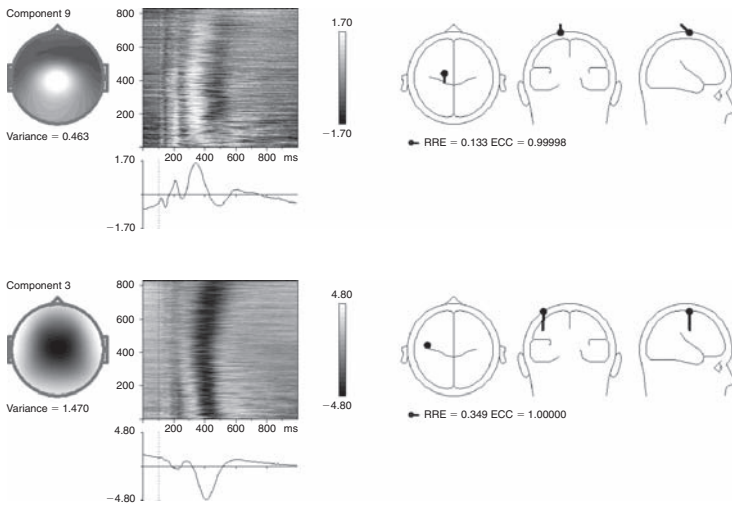 Component 9
Variance = 0.463
800
600
400
200
200 400 600 800 ms
1.70
−1.70
1.70
−1.70
RRE = 0.133 ECC = 0.99998
Component 3
Variance = 1.470
800
600
400
200
200 400 600 800 ms
4.80
−4.80
4.80
−4.80
RRE = 0.349 ECC = 1.00000